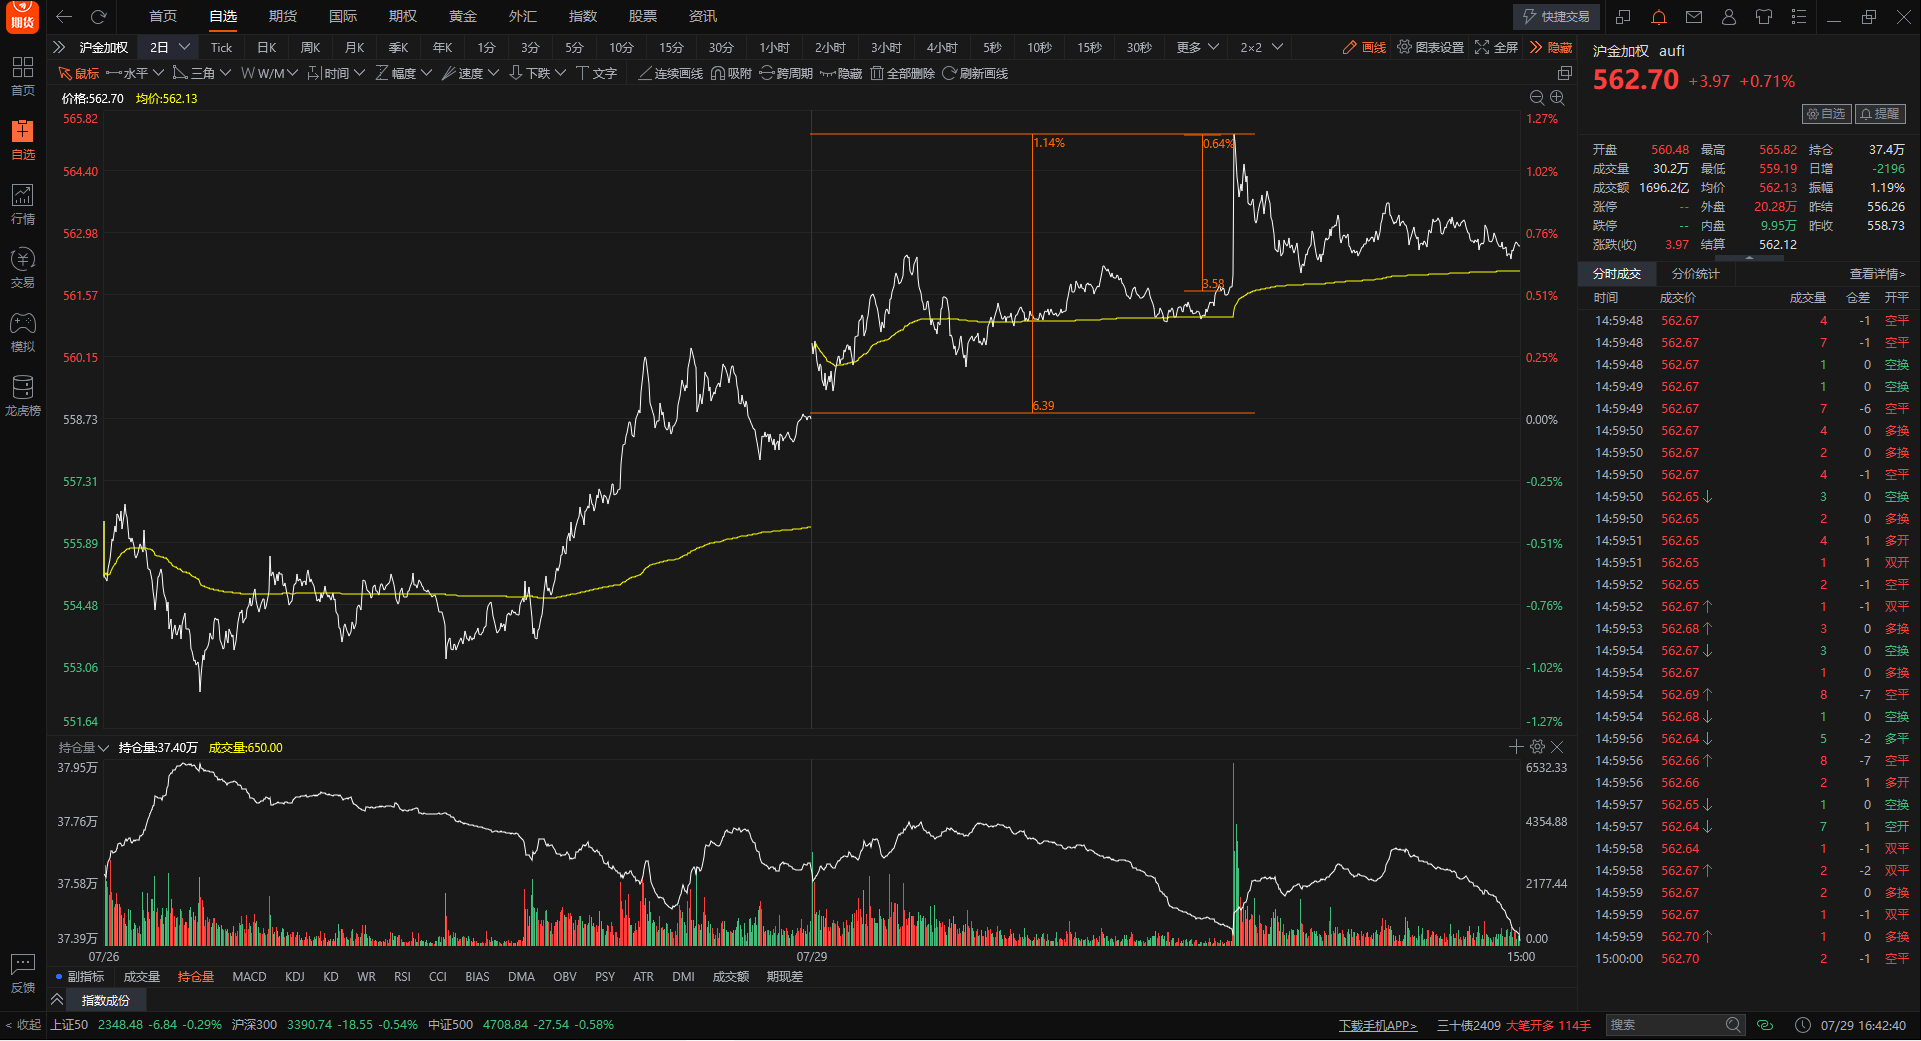 期货 首页 自选 期货 国际 期权 黄金 外汇 指数 股票 资讯 快捷交易
沪金加权 2日 Tick 日K 周K 月K 季K 年K 1分 3分 5分 10分 15分 30分 1小时 2小时 3小时 4小时 5秒 10秒 15秒 30秒 更多 2×2 画线 图表设置 全屏 隐藏
鼠标 水平 三角 W/M 时间 幅度 速度 下跌 文字 连续画线 吸附 跨周期 隐藏 全部删除 刷新画线
首页
自选
行情
交易
模拟
龙虎榜
反馈
< 收起
价格:562.70 均价:562.13
565.82 1.27%
564.40 1.02%
562.98 0.76%
561.57 0.51%
560.15 0.25%
558.73 0.00%
557.31 -0.25%
555.89 -0.51%
554.48 -0.76%
553.06 -1.02%
551.64 -1.27%
1.14% 0.64%
3.58
6.39
持仓量 持仓量:37.40万 成交量:650.00
37.95万 6532.33
37.76万 4354.88
37.58万 2177.44
37.39万 0.00
07/26 07/29 15:00
副指标 成交量 持仓量 MACD KDJ KD WR RSI CCI BIAS DMA OBV PSY ATR DMI 成交额 期现差
指数成份
沪金加权 aufi
562.70 +3.97 +0.71%
自选 提醒
开盘 560.48 最高 565.82 持仓 37.4万
成交量 30.2万 最低 559.19 日增 -2196
成交额 1696.2亿 均价 562.13 振幅 1.19%
涨停 -- 外盘 20.28万 昨结 556.26
跌停 -- 内盘 9.95万 昨收 558.73
涨跌(收) 3.97 结算 562.12
分时成交 分价统计 查看详情>
时间 成交价 成交量 仓差 开平
14:59:48 562.67 4 -1 空平
14:59:48 562.67 7 -1 空平
14:59:48 562.67 1 0 空换
14:59:49 562.67 1 0 空换
14:59:49 562.67 7 -6 空平
14:59:50 562.67 4 0 多换
14:59:50 562.67 2 0 多换
14:59:50 562.67 4 -1 空平
14:59:50 562.65↓ 3 0 空换
14:59:50 562.65 2 0 多换
14:59:51 562.65 4 1 多开
14:59:51 562.65 1 1 双开
14:59:52 562.65 2 -1 空平
14:59:52 562.67↑ 1 -1 双平
14:59:53 562.68↑ 3 0 多换
14:59:54 562.67↓ 3 0 空换
14:59:54 562.67 1 0 多换
14:59:54 562.69↑ 8 -7 空平
14:59:54 562.68↓ 1 0 空换
14:59:56 562.64↓ 5 -2 多平
14:59:56 562.66↑ 8 -7 空平
14:59:56 562.66 2 1 多开
14:59:57 562.65↓ 1 0 空换
14:59:57 562.64↓ 7 1 空开
14:59:58 562.64 1 -1 双平
14:59:58 562.67↑ 2 -2 双平
14:59:59 562.67 2 0 多换
14:59:59 562.67 1 -1 双平
14:59:59 562.70↑ 1 0 多换
15:00:00 562.70 2 -1 空平
上证50 2348.48 -6.84 -0.29% 沪深300 3390.74 -18.55 -0.54% 中证500 4708.84 -27.54 -0.58% 下载手机APP> 三十债2409 大笔开多 114手 搜索 07/29 16:42:40